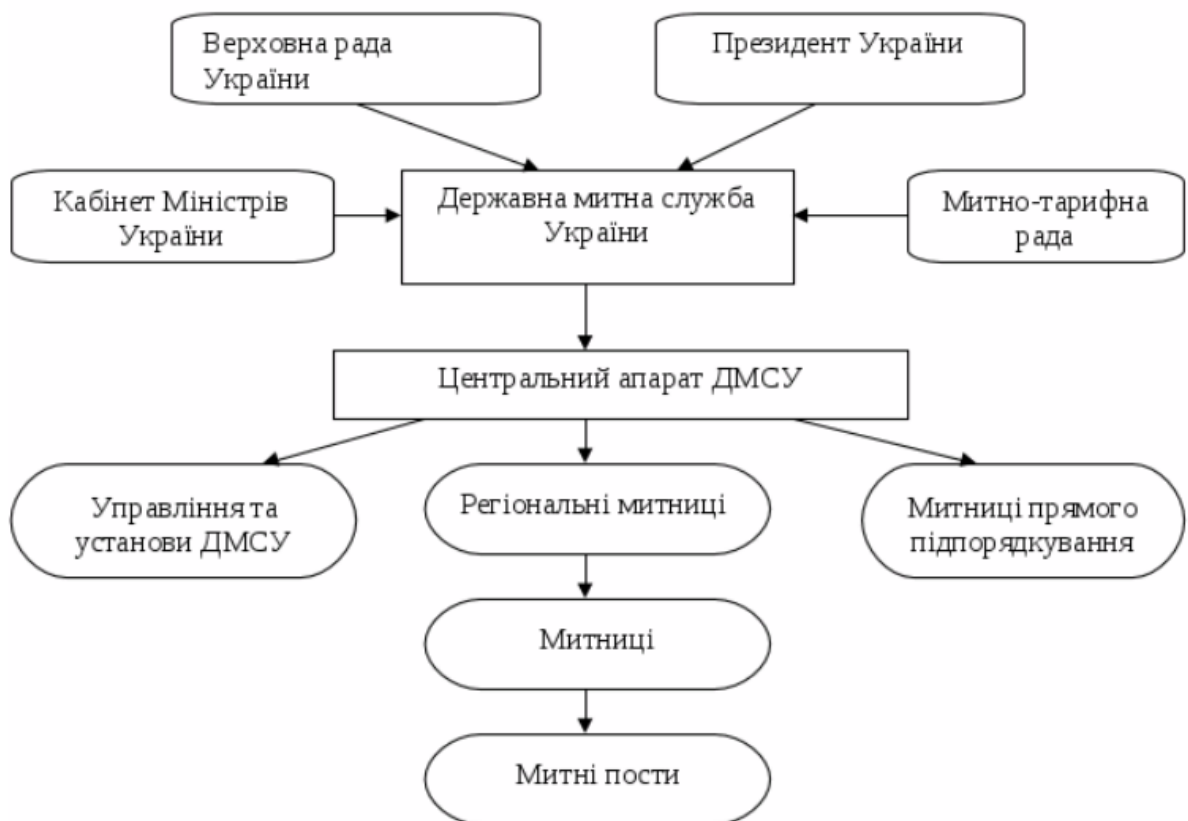 Верховна рада
України
Президент України
Кабінет Міністрів
України
Державна митна служба
України
Митно-тарифна
рада
Центральний апарат ДМСУ
Управління та
установи ДМСУ
Регіональні митниці
Митниці прямого
підпорядкування
Митниці
Митні пости